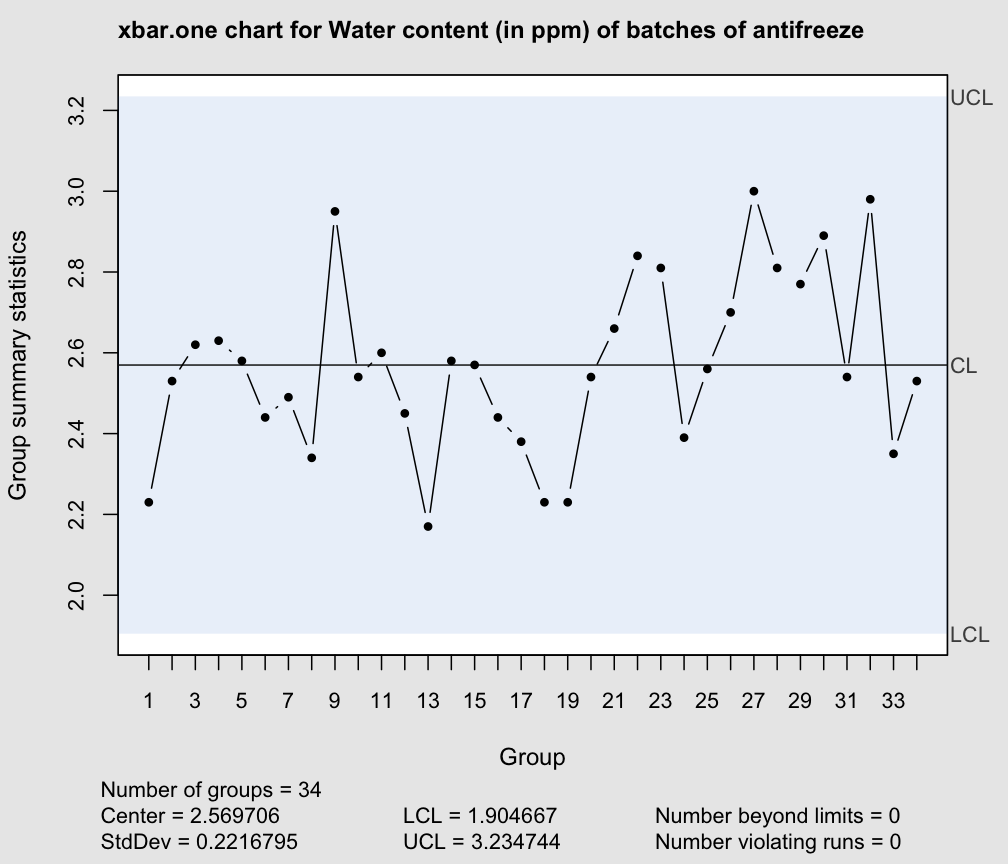 xbar.one chart for Water content (in ppm) of batches of antifreeze
UCL
CL
LCL
Group summary statistics
3.2
3.0
2.8
2.6
2.4
2.2
2.0
1 3 5 7 9 11 13 15 17 19 21 23 25 27 29 31 33
Group
Number of groups = 34
Center = 2.569706 LCL = 1.904667 Number beyond limits = 0
StdDev = 0.2216795 UCL = 3.234744 Number violating runs = 0